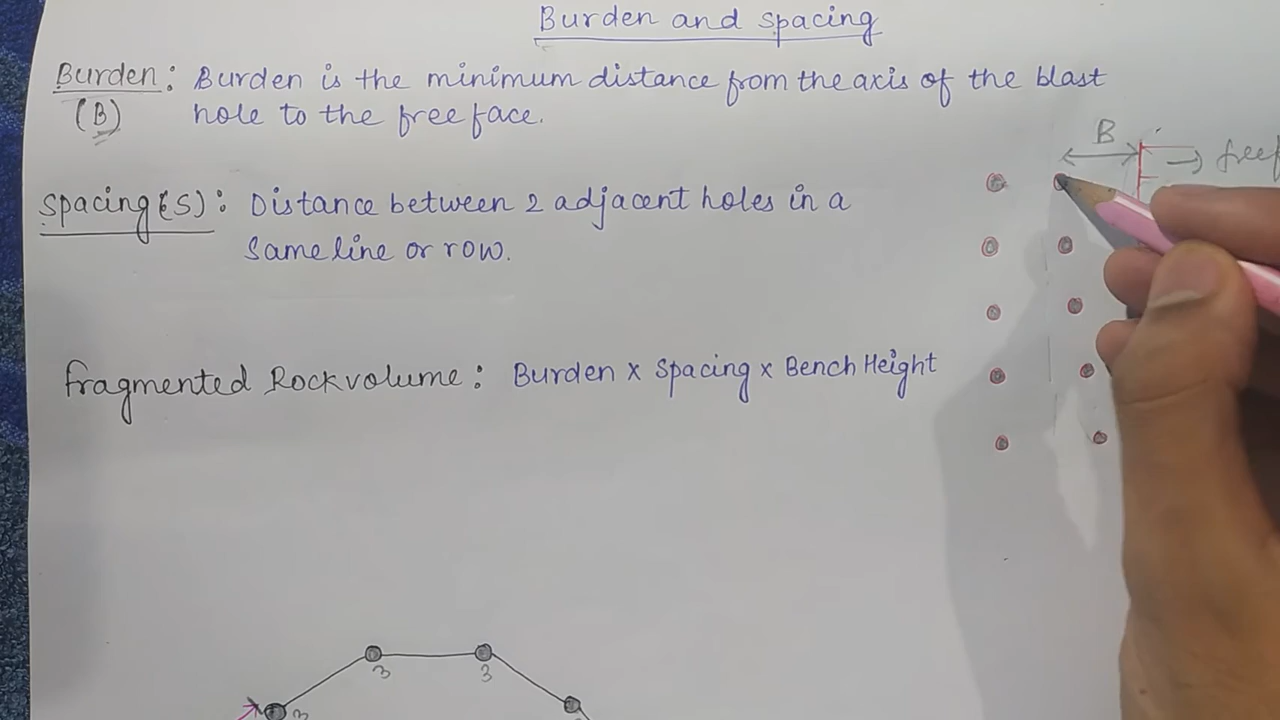 Burden and spacing
Burden: Burden is the minimum distance from the axis of the blast
(B) hole to the free face.
B
Spacing (S): Distance between 2 adjacent holes in a
Same line or row.
Fragmented Rock volume: Burden x Spacing x Bench Height
3 3
3